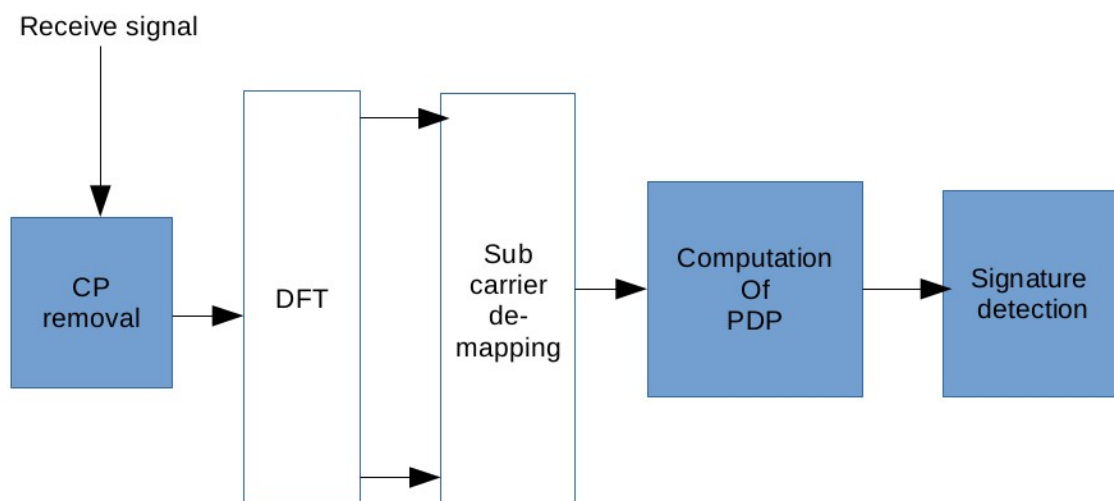 Receive signal
CP
removal
DFT
Sub
carrier
de-
mapping
Computation
Of
PDP
Signature
detection